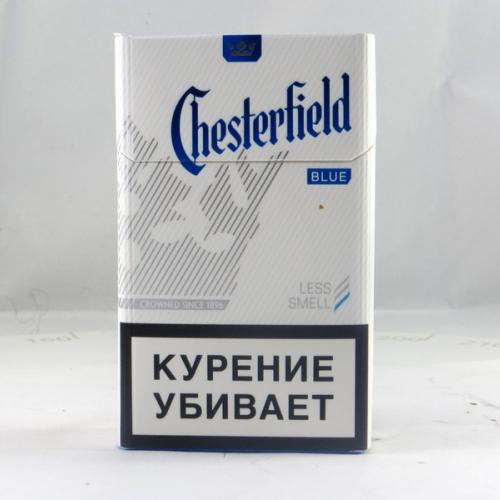 Chesterfield
BLUE
LESS
SMELL
CROWNED SINCE 1896
КУРЕНИЕ
УБИВАЕТ